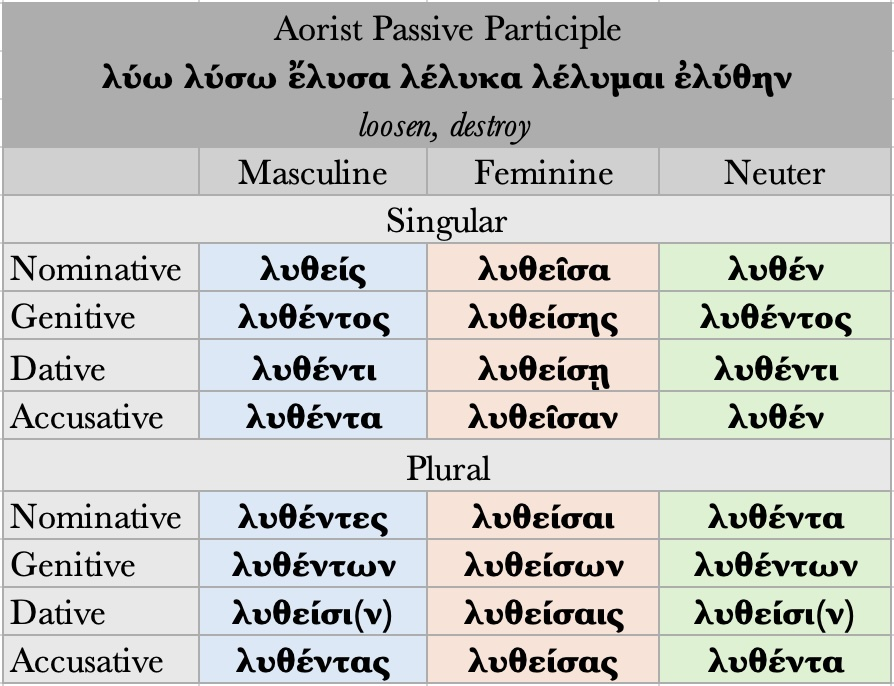 Aorist Passive Participle
λύω λύσω ἔλυσα λέλυκα λέλυμαι ἐλύθην
loosen, destroy
Masculine Feminine Neuter
Singular
Nominative λυθείς λυθεῖσα λυθέν
Genitive λυθέντος λυθείσης λυθέντος
Dative λυθέντι λυθείσῃ λυθέντι
Accusative λυθέντα λυθεῖσαν λυθέν
Plural
Nominative λυθέντες λυθείσαι λυθέντα
Genitive λυθέντων λυθείσων λυθέντων
Dative λυθείσι(ν) λυθείσαις λυθείσι(ν)
Accusative λυθέντας λυθείσας λυθέντα